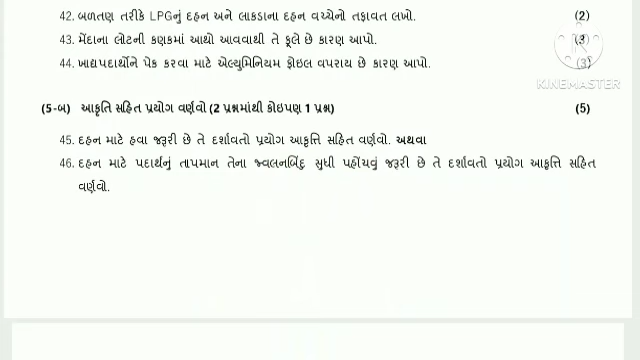 42. બળતણ તરીકે LPGનું દહન અને લાકડાના દહન વચ્ચેનો તફાવત લખો. (2)
43. મેંદાના લોટની કણકમાં આથો આવવાથી તે ફૂલે છે કારણ આપો. (3
44. ખાદ્યપદાર્થોને પેક કરવા માટે એલ્યુમિનિયમ ફોઇલ વપરાય છે કારણ આપો. (3)
KINEMASTER
(5-બ) આકૃતિ સહિત પ્રયોગ વર્ણવો (2 પ્રશ્નમાંથી કોઇપણ 1 પ્રશ્ન) (5)
45. દહન માટે હવા જરૂરી છે તે દર્શાવતો પ્રયોગ આકૃત્તિ સહિત વર્ણવો. અથવા
46. દહન માટે પદાર્થનું તાપમાન તેના જ્વલનબિંદુ સુધી પહોંચવું જરૂરી છે તે દર્શાવતો પ્રયોગ આકૃત્તિ સહિત
વર્ણવો.